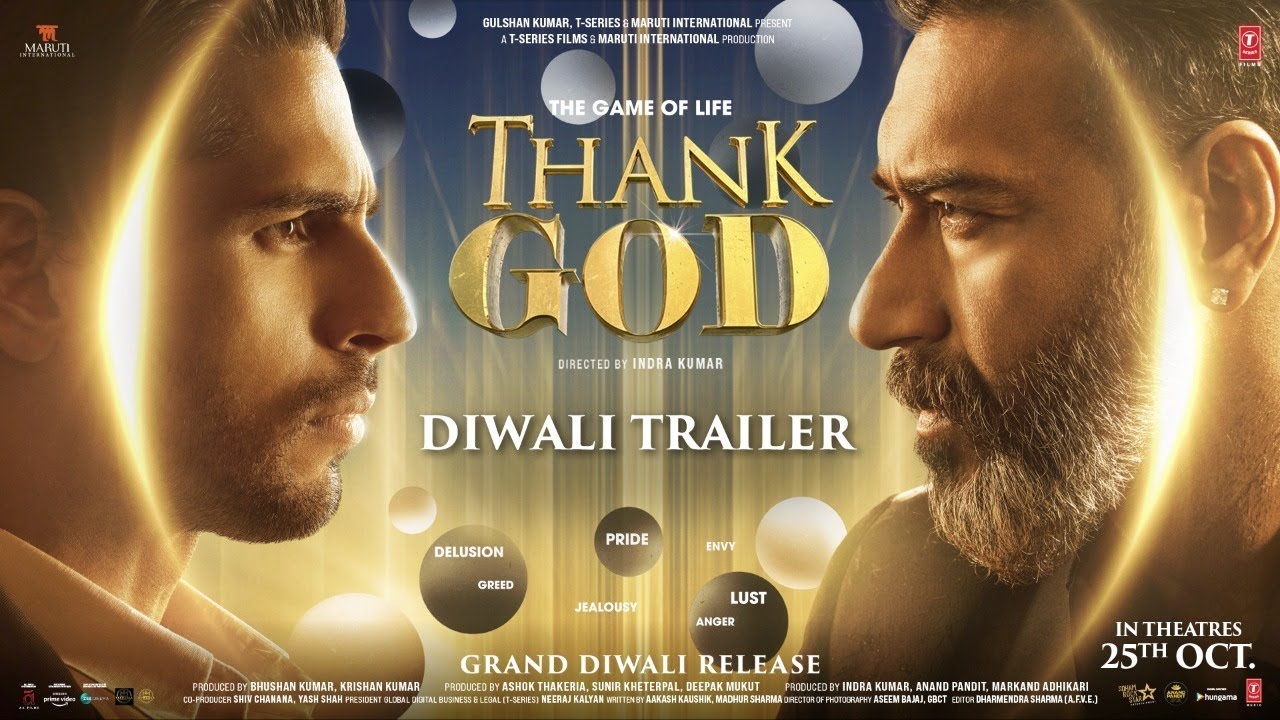 MARUTI
INTERNATIONAL
GULSHAN KUMAR, T-SERIES & MARUTI INTERNATIONAL PRESENT
A T-SERIES FILMS & MARUTI INTERNATIONAL PRODUCTION
T
FILMS
THE GAME OF LIFE
THANK
GOD
DIRECTED BY INDRA KUMAR
DIWALI TRAILER
PRIDE
ENVY
DELUSION
GREED
LUST
JEALOUSY
ANGER
IN THEATRES
25TH OCT.
GRAND DIWALI RELEASE
PRODUCED BY BHUSHAN KUMAR, KRISHAN KUMAR PRODUCED BY ASHOK THAKERIA, SUNIR KHETERPAL, DEEPAK MUKUT PRODUCED BY INDRA KUMAR, ANAND PANDIT, MARKAND ADHIKARI
CO-PRODUCER SHIV CHANANA, YASH SHAH PRESIDENT GLOBAL DIGITAL BUSINESS & LEGAL (T-SERIES) NEERAJ KALYAN WRITTEN BY AAKASH KAUSHIK, MADHUR SHARMA DIRECTOR OF PHOTOGRAPHY ASEEM BAJAJ, GBCT EDITOR DHARMENDRA SHARMA (A.F.V.E.)
prime video
hungama
T
MUSIC